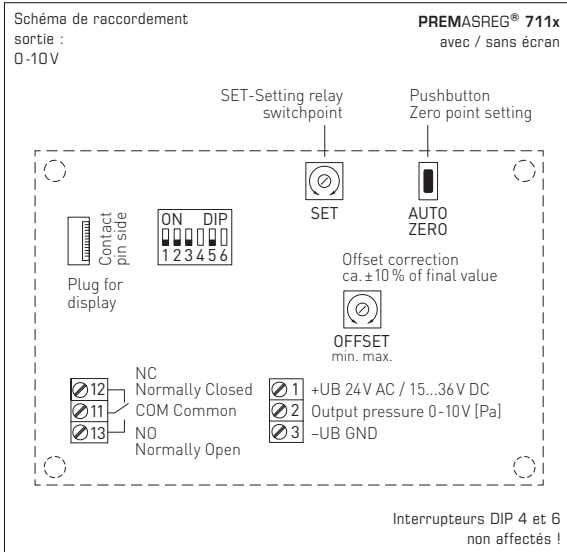 Schéma de raccordement
sortie :
0-10 V
PREMASREG® 711x
avec / sans écran
SET-Setting relay
switchpoint
Pushbutton
Zero point setting
SET
AUTO
ZERO
Contact
pin side
Plug for
display
ON DIP
1 2 3 4 5 6
Offset correction
ca. ±10 % of final value
OFFSET
min. max.
NC
12 Normally Closed
11 COM Common
13 NO
Normally Open
1 +UB 24 V AC / 15...36 V DC
2 Output pressure 0-10 V [Pa]
3 –UB GND
Interrupteurs DIP 4 et 6
non affectés !